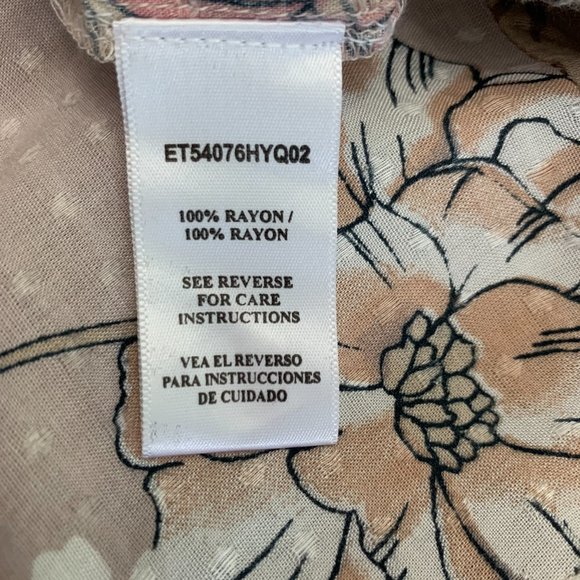 ET54076HYQ02
100% RAYON /
100% RAYON
SEE REVERSE
FOR CARE
INSTRUCTIONS
VEA EL REVERSO
PARA INSTRUCCIONES
DE CUIDADO